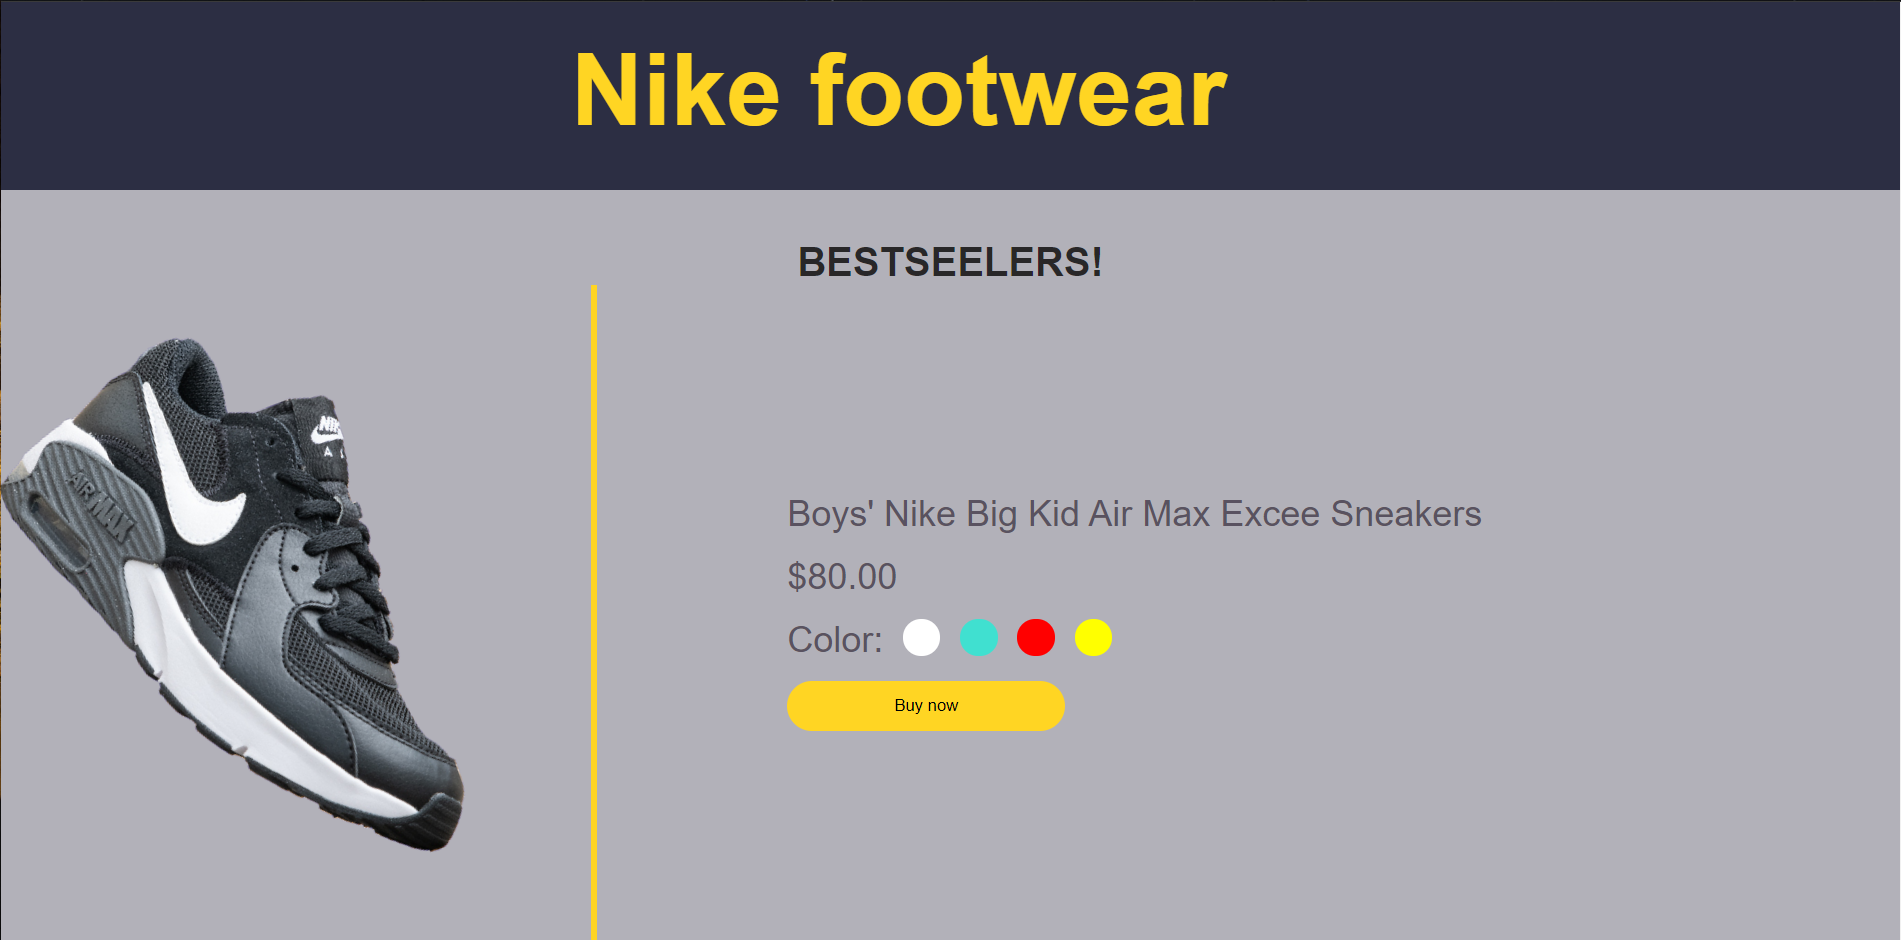 Nike footwear
BESTSEELERS!
AIR MAX
Boys' Nike Big Kid Air Max Excee Sneakers
$80.00
Color:
Buy now